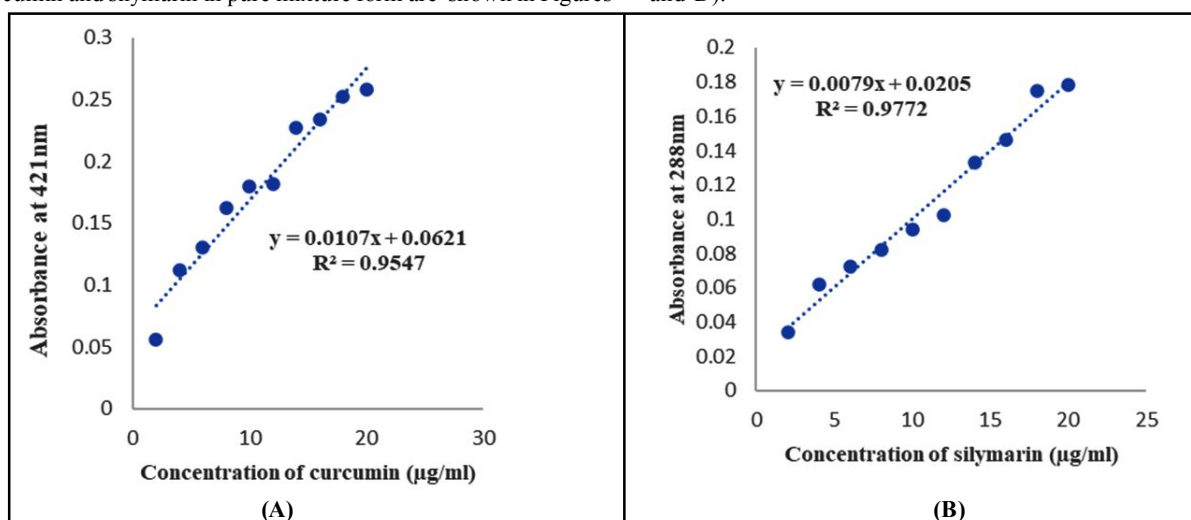 and silymarin in pure mixture form are shown in Figures and
0.3
0.25
0.2
0.15
0.1
0.05
0
0 10 20 30
Absorbance at 421nm
y = 0.0107x + 0.0621
R² = 0.9547
Concentration of curcumin (µg/ml)
(A)
0.2
0.18
0.16
0.14
0.12
0.1
0.08
0.06
0.04
0.02
0
0 5 10 15 20 25
Absorbance at 288nm
y = 0.0079x + 0.0205
R² = 0.9772
Concentration of silymarin (µg/ml)
(B)